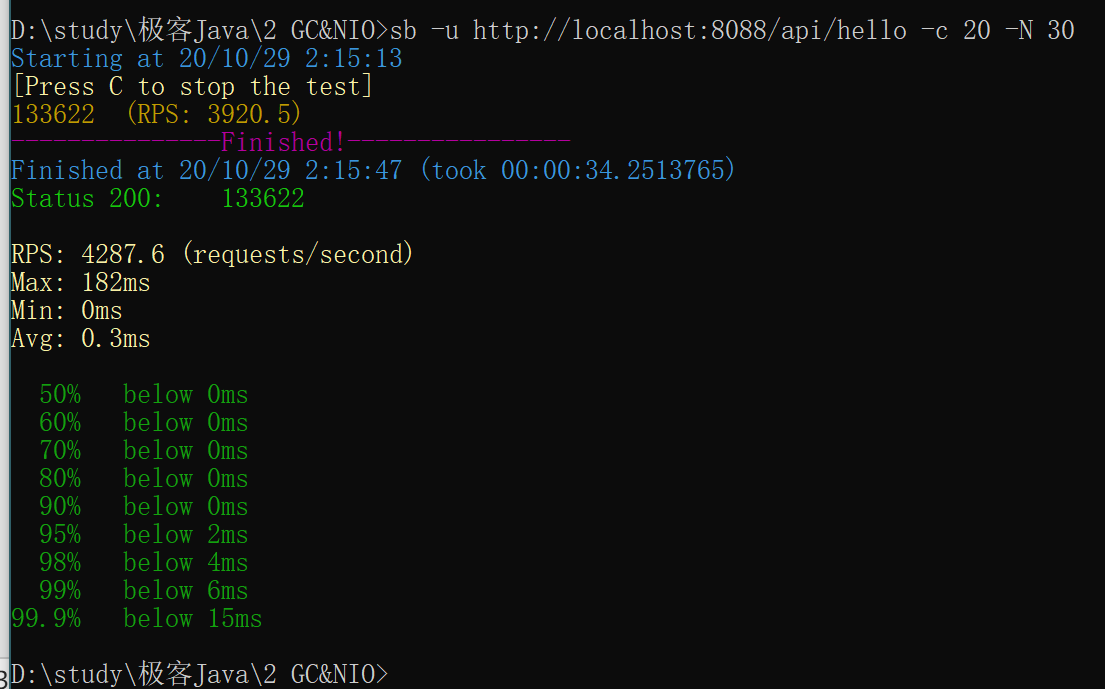 D:\study\极客Java\2 GC&NIO>sb -u http://localhost:8088/api/hello -c 20 -N 30
Starting at 20/10/29 2:15:13
[Press C to stop the test]
133622  (RPS: 3920.5)
---------------Finished!----------------
Finished at 20/10/29 2:15:47 (took 00:00:34.2513765)
Status 200:    133622
RPS: 4287.6 (requests/second)
Max: 182ms
Min: 0ms
Avg: 0.3ms
50%   below 0ms
60%   below 0ms
70%   below 0ms
80%   below 0ms
90%   below 0ms
95%   below 2ms
98%   below 4ms
99%   below 6ms
99.9%   below 15ms
D:\study\极客Java\2 GC&NIO>